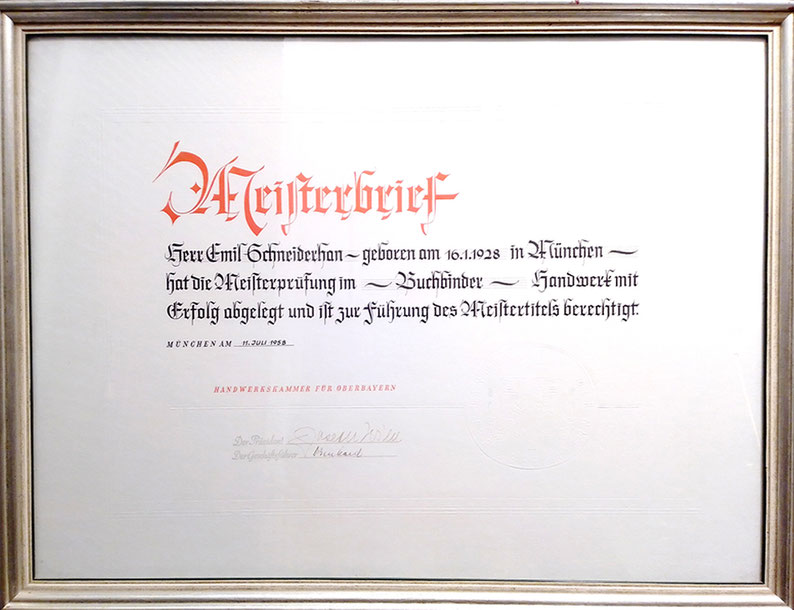 Meisterbrief
Herr Emil Schneiderhan ~ geboren am 16.1.1928 in München ~
hat die Meisterprüfung im ~ Buchbinder ~ Handwerk mit
Erfolg abgelegt und ist zur Führung des Meistertitels berechtigt.
MÜNCHEN AM 11. JULI 1958
HANDWERKSKAMMER FÜR OBERBAYERN
Der Präsident
Der Geschäftsführer